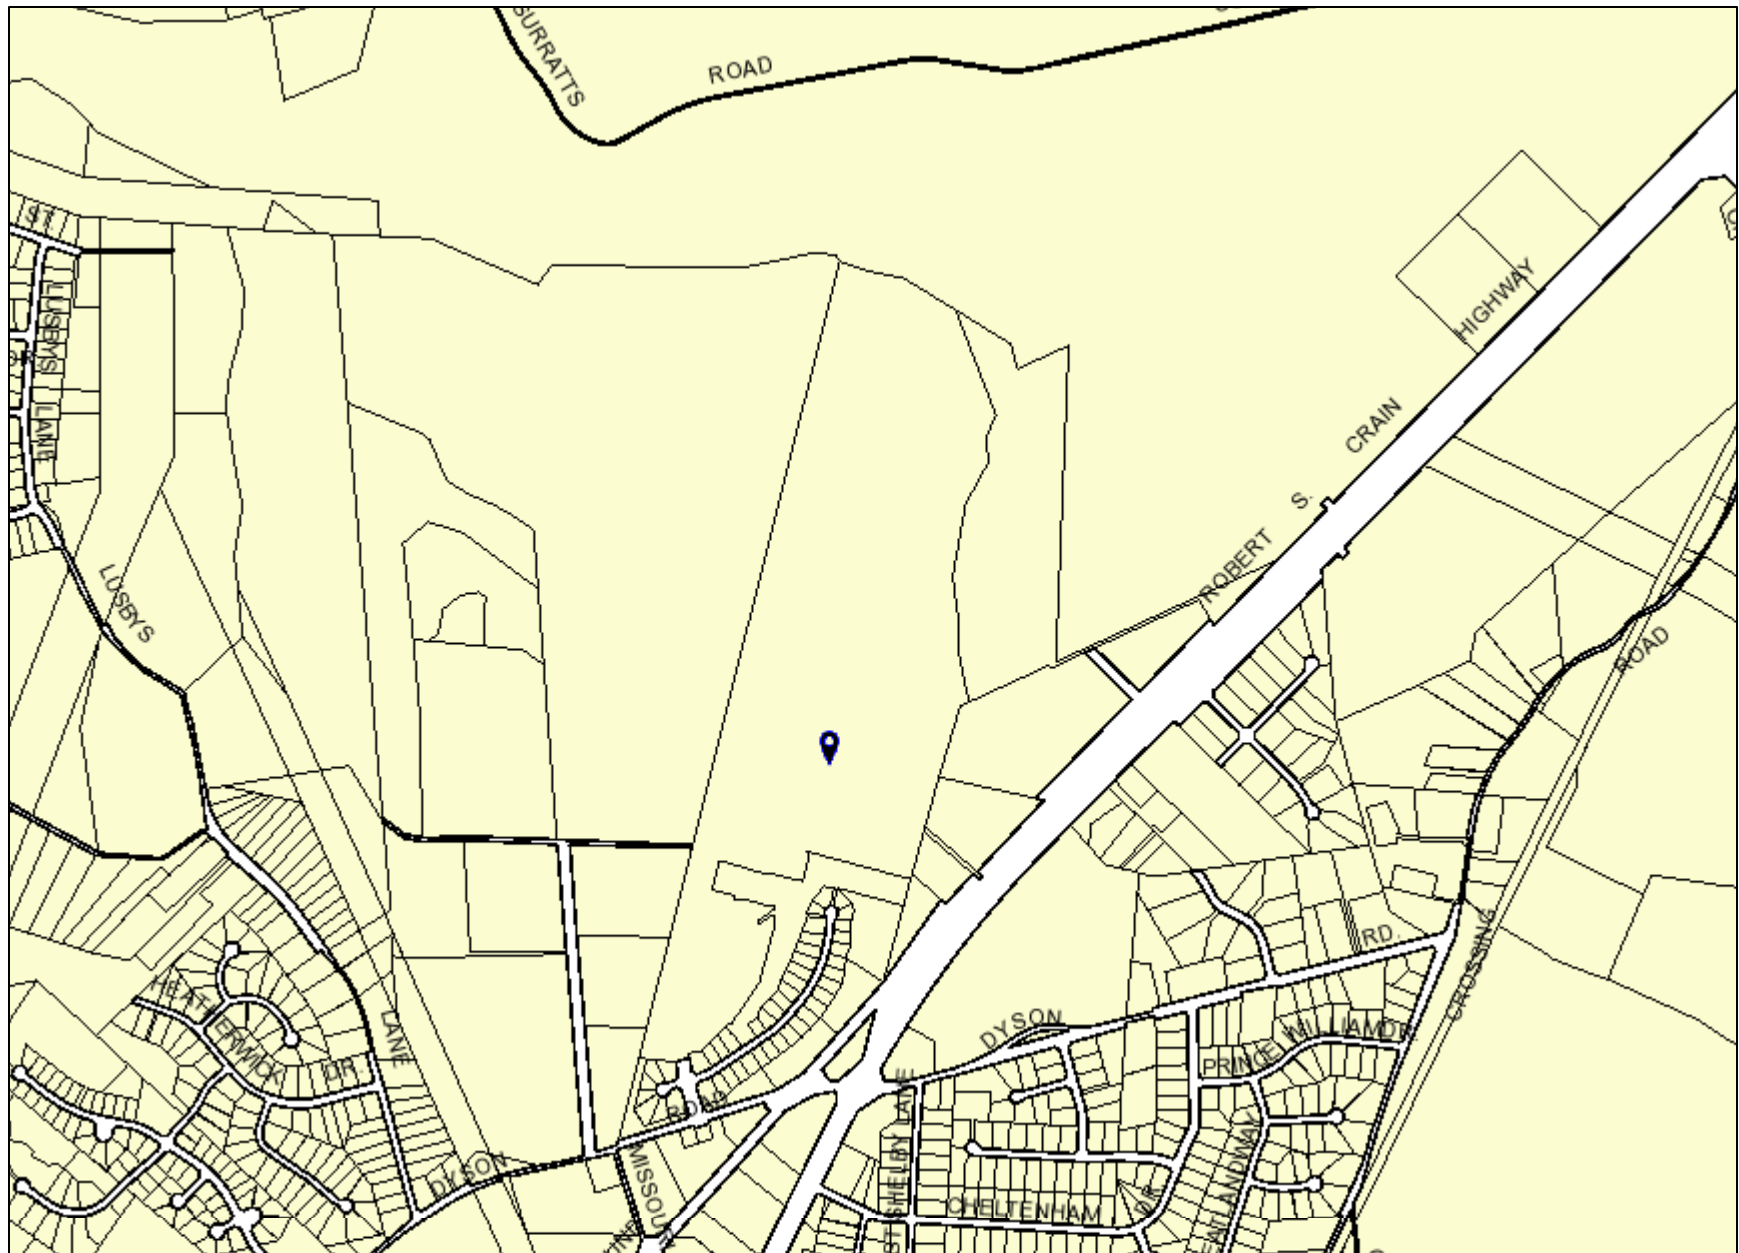 SURRATTS
ROAD
ST.
LUSBYS LANE
LUSBYS
HIGHWAY
CRAIN
S.
ROBERT
ROAD
CROSSING
RD.
DYSON
PRINCE WILLIAM DR.
HEATHERWICK
DR.
LANE
ROAD
DYSON
MISSOURI
SHELBY LANE
CHELTENHAM
DR.